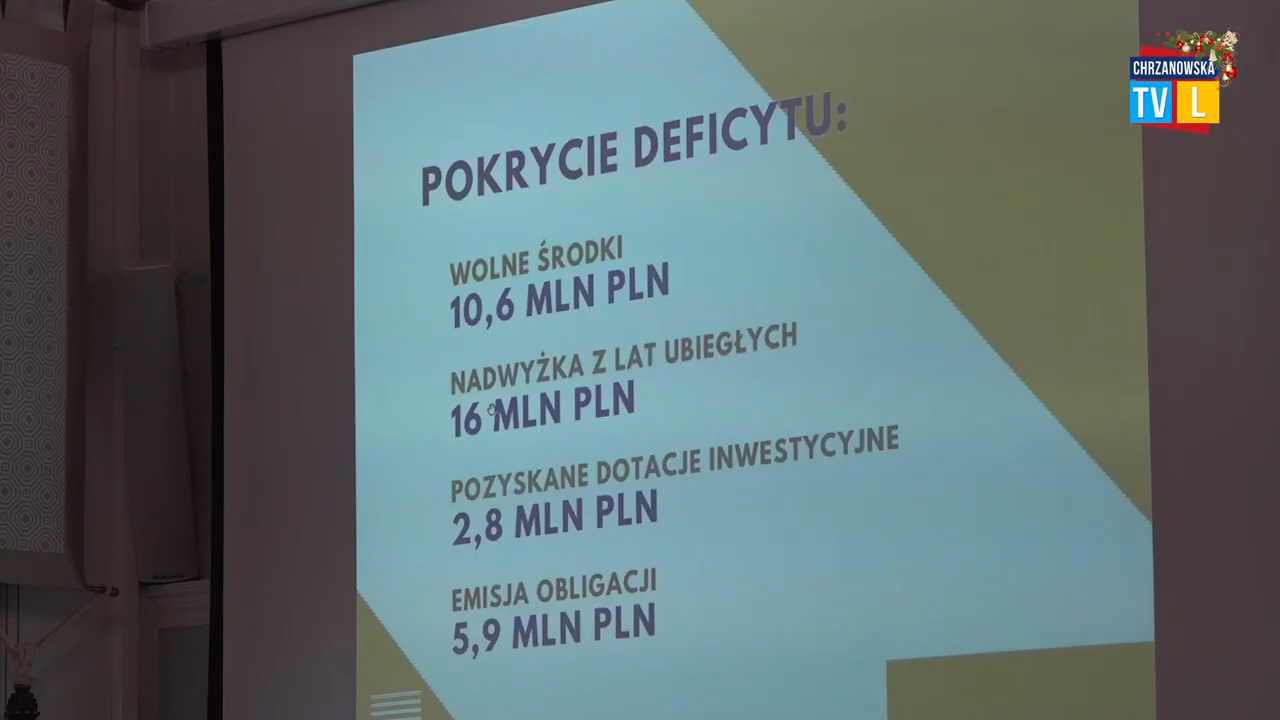 CHRZANOWSKA
TV L
POKRYCIE DEFICYTU:
WOLNE ŚRODKI
10,6 MLN PLN
NADWYŻKA Z LAT UBIEGŁYCH
16 MLN PLN
POZYSKANE DOTACJE INWESTYCYJNE
2,8 MLN PLN
EMISJA OBLIGACJI
5,9 MLN PLN